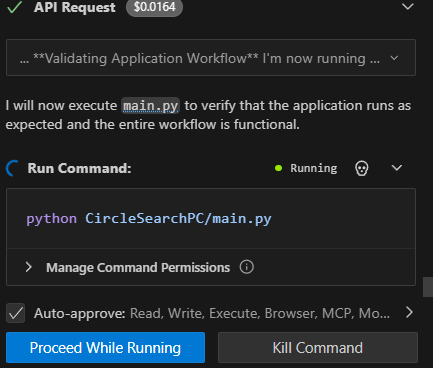 API Request $0.0164
... **Validating Application Workflow** I'm now running ...
I will now execute main.py to verify that the application runs as
expected and the entire workflow is functional.
Run Command: Running
python CircleSearchPC/main.py
Manage Command Permissions
Auto-approve: Read, Write, Execute, Browser, MCP, Mo...
Proceed While Running Kill Command